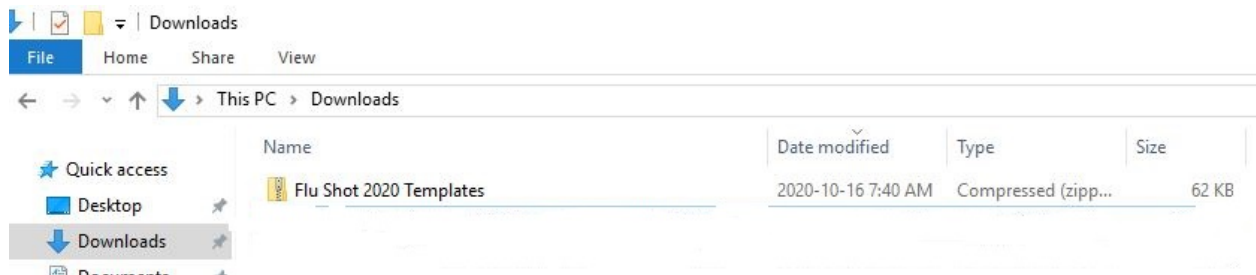 Downloads
File Home Share View
This PC > Downloads
Name Date modified Type Size
Quick access
Flu Shot 2020 Templates 2020-10-16 7:40 AM Compressed (zipp... 62 KB
Desktop
Downloads
Documents